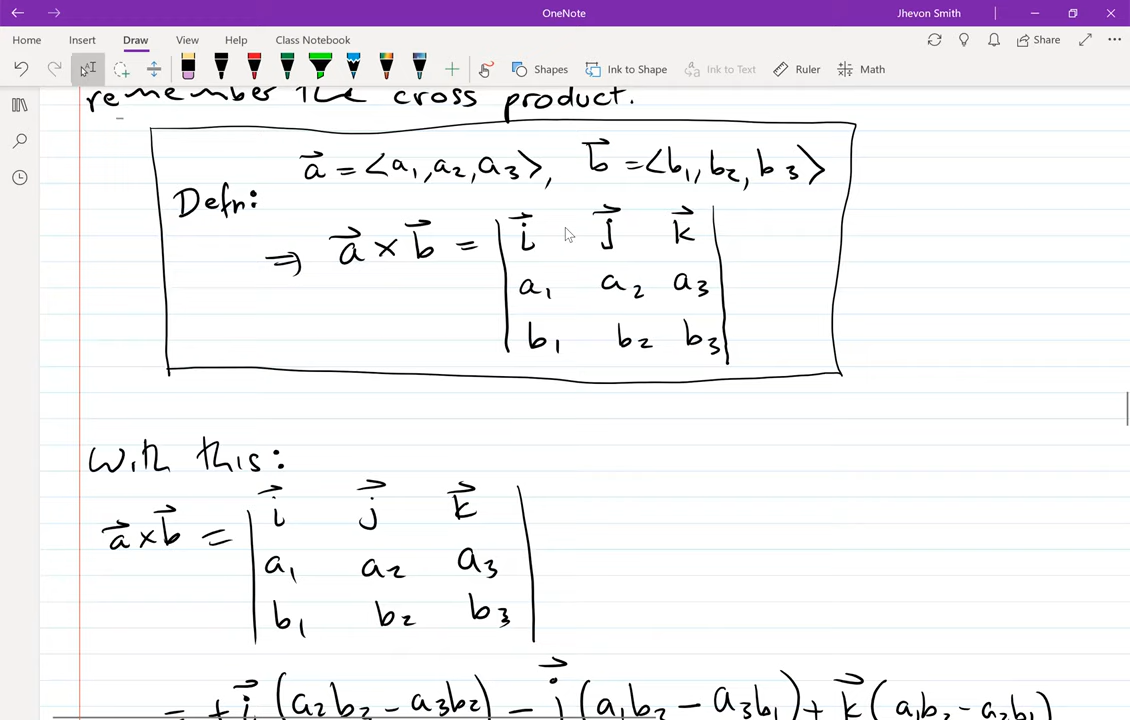 OneNote
Jhevon Smith
Home Insert Draw View Help Class Notebook Share
Shapes Ink to Shape Ink to Text Ruler Math
remember the cross product.
a⃗ = <a₁, a₂, a₃>, b⃗ = <b₁, b₂, b₃>
Defn:
⇒ a⃗ × b⃗ = | i⃗ j⃗ k⃗ |
| a₁ a₂ a₃ |
| b₁ b₂ b₃ |
With this:
a⃗ × b⃗ = | i⃗ j⃗ k⃗ |
| a₁ a₂ a₃ |
| b₁ b₂ b₃ |
= + i⃗ (a₂b₃ - a₃b₂) - j⃗ (a₁b₃ - a₃b₁) + k⃗ (a₁b₂ - a₂b₁)